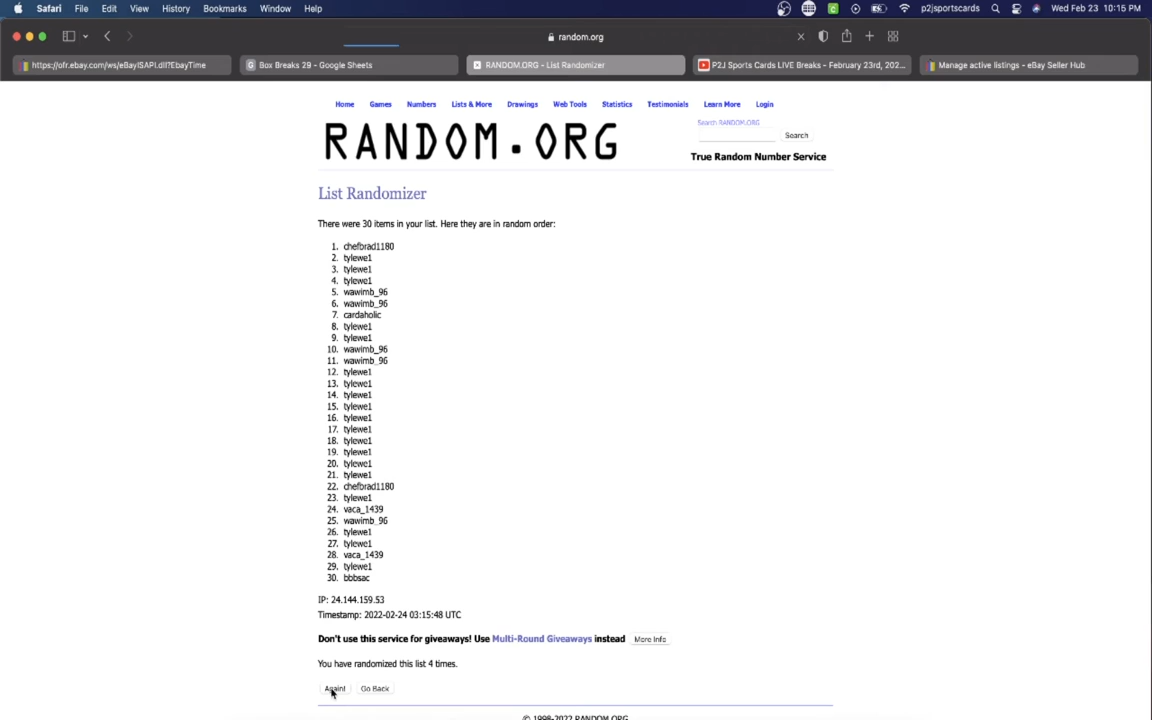 Safari File Edit View History Bookmarks Window Help p2jsportscards Wed Feb 23 10:15 PM
random.org
https://ofr.ebay.com/ws/eBayISAPI.dll?EbayTime Box Breaks 29 - Google Sheets RANDOM.ORG - List Randomizer P2J Sports Cards LIVE Breaks - February 23rd, 202... Manage active listings - eBay Seller Hub
Home Games Numbers Lists & More Drawings Web Tools Statistics Testimonials Learn More Login
Search RANDOM.ORG
RANDOM.ORG
Search
True Random Number Service
List Randomizer
There were 30 items in your list. Here they are in random order:
1. chefbrad1180
2. tylewe1
3. tylewe1
4. tylewe1
5. wawimb_96
6. wawimb_96
7. cardaholic
8. tylewe1
9. tylewe1
10. wawimb_96
11. wawimb_96
12. tylewe1
13. tylewe1
14. tylewe1
15. tylewe1
16. tylewe1
17. tylewe1
18. tylewe1
19. tylewe1
20. tylewe1
21. tylewe1
22. chefbrad1180
23. tylewe1
24. vaca_1439
25. wawimb_96
26. tylewe1
27. tylewe1
28. vaca_1439
29. tylewe1
30. bbbsac
IP: 24.144.159.53
Timestamp: 2022-02-24 03:15:48 UTC
Don't use this service for giveaways! Use Multi-Round Giveaways instead More Info
You have randomized this list 4 times.
Again! Go Back
© 1998-2022 RANDOM.ORG